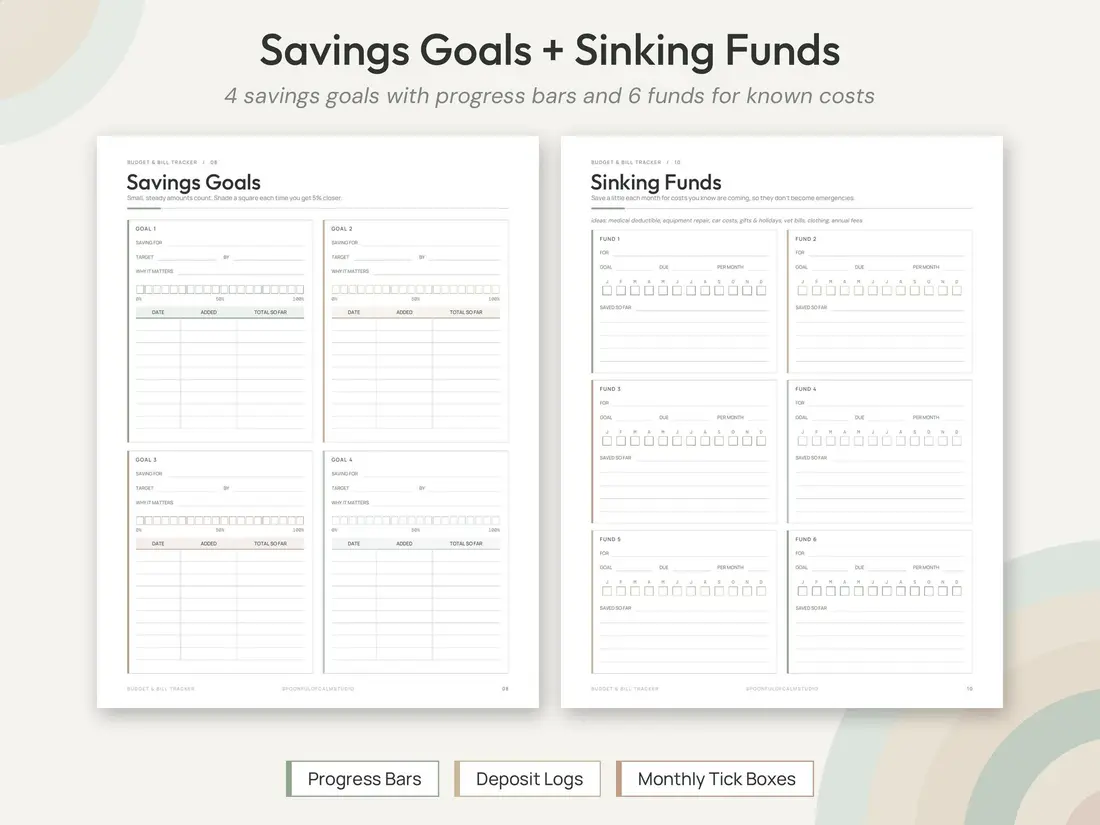 Savings Goals + Sinking Funds
4 savings goals with progress bars and 6 funds for known costs
BUDGET & BILL TRACKER / 08
Savings Goals
Small, steady amounts count. Shade a square each time you get 5% closer.
GOAL 1
SAVING FOR
TARGET BY
WHY IT MATTERS
0% 50% 100%
DATE ADDED TOTAL SO FAR
GOAL 2
SAVING FOR
TARGET BY
WHY IT MATTERS
0% 50% 100%
DATE ADDED TOTAL SO FAR
GOAL 3
SAVING FOR
TARGET BY
WHY IT MATTERS
0% 50% 100%
DATE ADDED TOTAL SO FAR
GOAL 4
SAVING FOR
TARGET BY
WHY IT MATTERS
0% 50% 100%
DATE ADDED TOTAL SO FAR
BUDGET & BILL TRACKER SPOONFULOFCALMSTUDIO 08
BUDGET & BILL TRACKER / 10
Sinking Funds
Save a little each month for costs you know are coming, so they don't become emergencies.
Ideas: medical deductible, equipment repair, car costs, gifts & holidays, vet bills, clothing, annual fees
FUND 1
FOR
GOAL DUE PER MONTH
J F M A M J J A S O N D
SAVED SO FAR
FUND 2
FOR
GOAL DUE PER MONTH
J F M A M J J A S O N D
SAVED SO FAR
FUND 3
FOR
GOAL DUE PER MONTH
J F M A M J J A S O N D
SAVED SO FAR
FUND 4
FOR
GOAL DUE PER MONTH
J F M A M J J A S O N D
SAVED SO FAR
FUND 5
FOR
GOAL DUE PER MONTH
J F M A M J J A S O N D
SAVED SO FAR
FUND 6
FOR
GOAL DUE PER MONTH
J F M A M J J A S O N D
SAVED SO FAR
BUDGET & BILL TRACKER SPOONFULOFCALMSTUDIO 10
Progress Bars
Deposit Logs
Monthly Tick Boxes